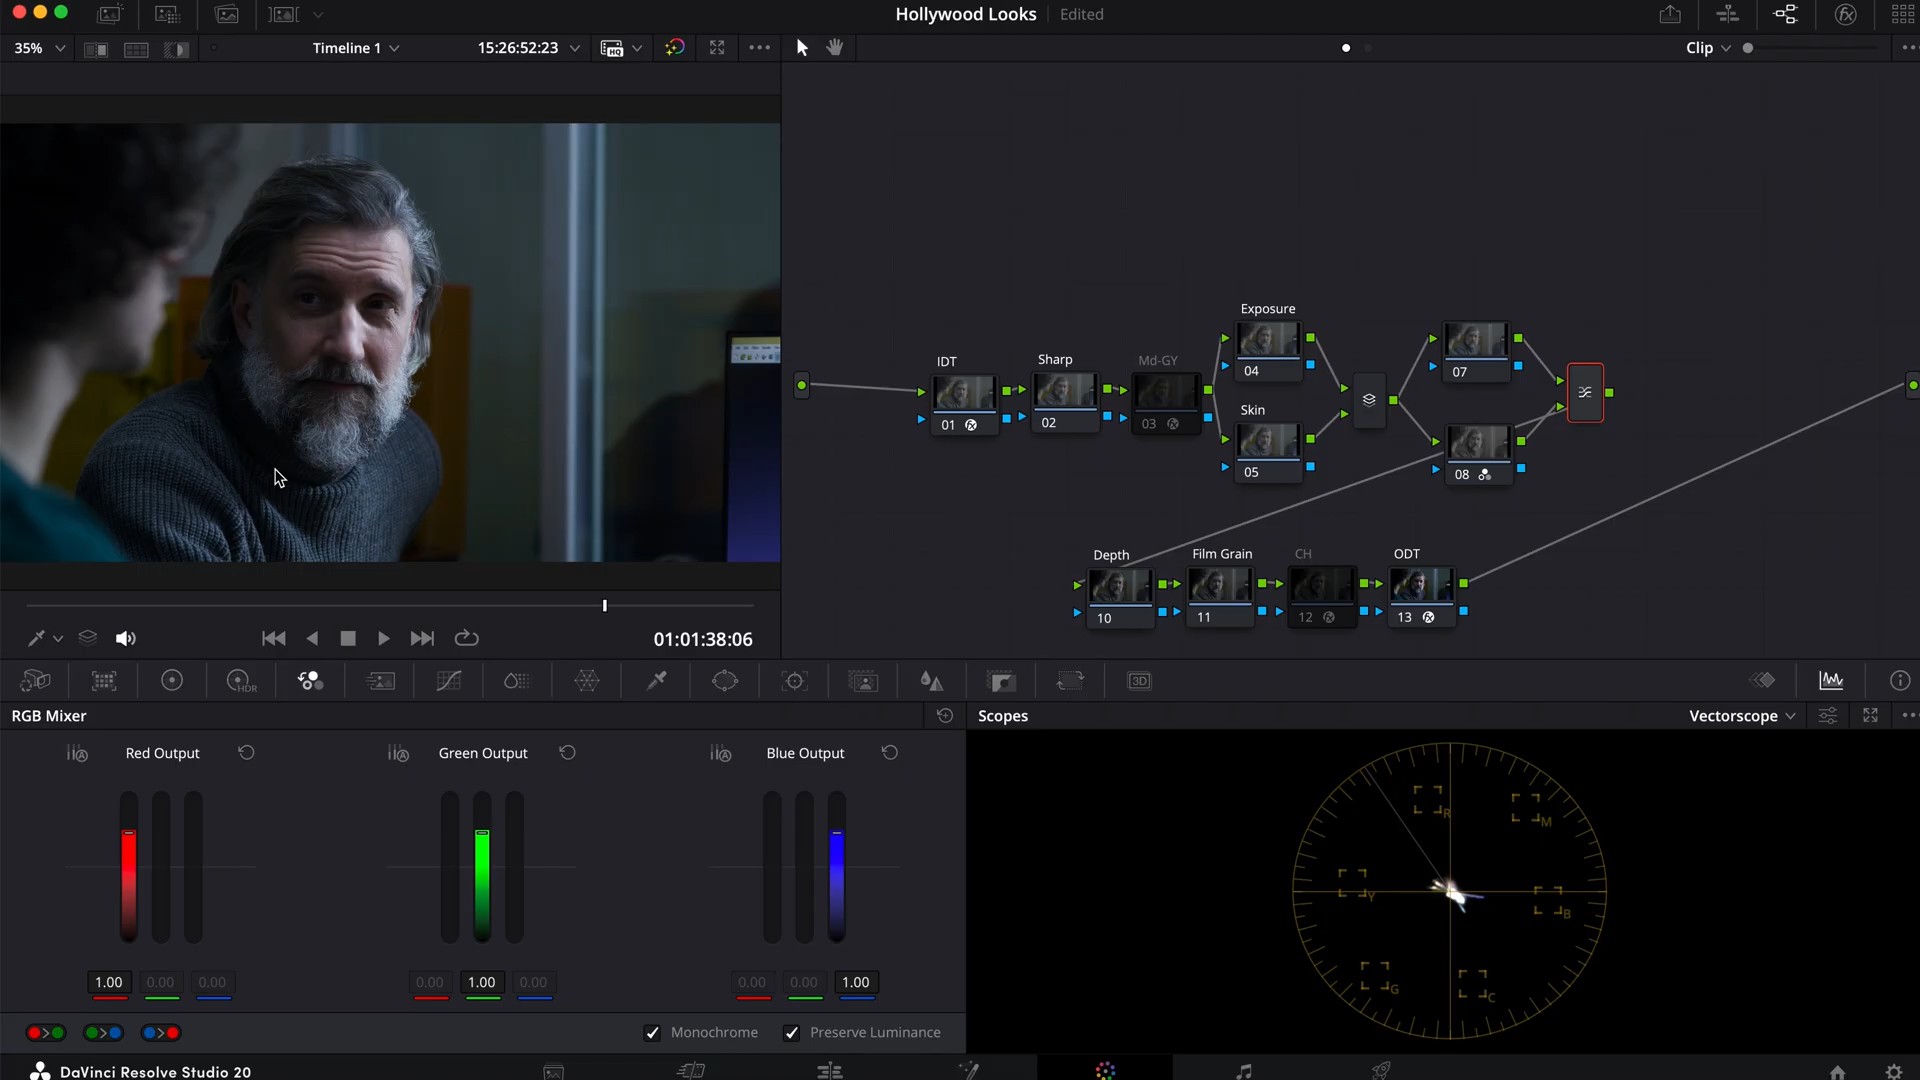 Hollywood Looks Edited
35% Timeline 1 15:26:52:23 HQ Clip
Exposure
04
07
IDT
01
Sharp
02
Md-GY
03
Skin
05
08
Depth
10
Film Grain
11
CH
12
ODT
13
01:01:38:06
HDR
3D
RGB Mixer
Scopes
Vectorscope
Red Output
Green Output
Blue Output
R
M
Y
B
G
C
1.00 0.00 0.00
0.00 1.00 0.00
0.00 0.00 1.00
Monochrome
Preserve Luminance
DaVinci Resolve Studio 20